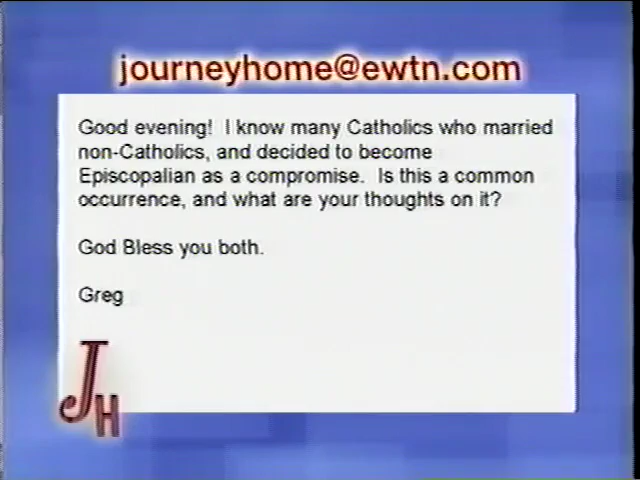 journeyhome@ewtn.com
Good evening!  I know many Catholics who married
non-Catholics, and decided to become
Episcopalian as a compromise.  Is this a common
occurrence, and what are your thoughts on it?
God Bless you both.
Greg
JH